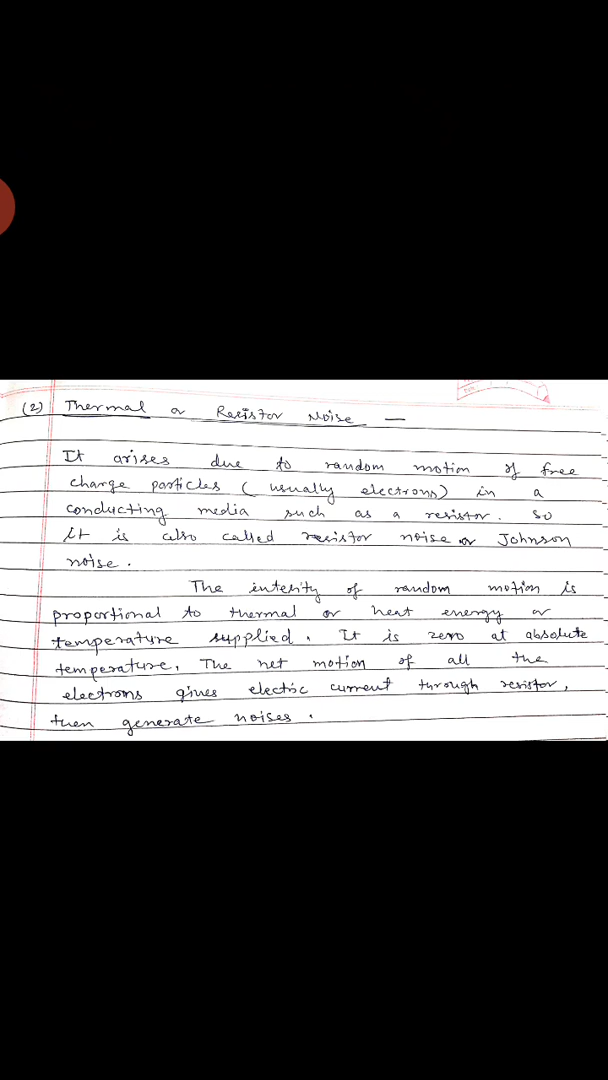 (2) Thermal or Resistor Noise —
It arises due to random motion of free
charge particles (usually electrons) in a
conducting media such as a resistor. so
it is also called resistor noise or Johnson
noise.
The intesity of random motion is
proportional to thermal or heat energy or
temperature supplied. It is zero at absolute
temperature. The net motion of all the
electrons gives electric current through resistor,
then generate noises.